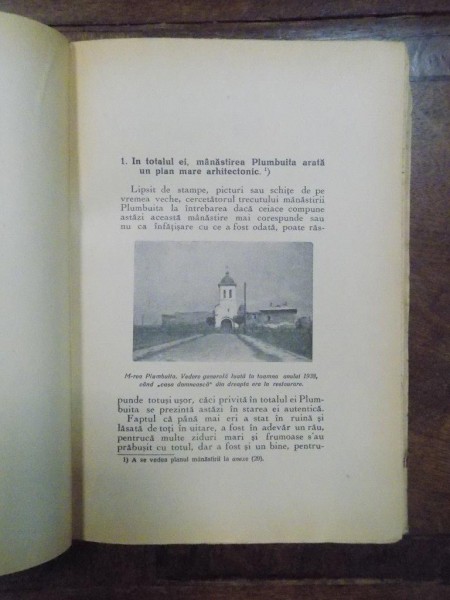 1. In totalul ei, mânăstirea Plumbuita arată
un plan mare arhitectonic. ¹)
Lipsit de stampe, picturi sau schițe de pe
vremea veche, cercetătorul trecutului mânăstirii
Plumbuita la întrebarea dacă ceiace compune
astăzi această mânăstire mai corespunde sau
nu ca înfățișare cu ce a fost odată, poate răs-
M-rea Plumbuita. Vedere generală luată în toamna anului 1938,
când „casa domnească” din dreapta era în restaurare.
punde totuși ușor, căci privită în totalul ei Plum-
buita se prezintă astăzi în starea ei autentică.
Faptul că până mai eri a stat în ruină și
lăsată de toți în uitare, a fost în adevăr un rău,
pentrucă multe ziduri mari și frumoase s'au
prăbușit cu totul, dar a fost și un bine, pentru-
1) A se vedea planul mânăstirii la anexe (20).